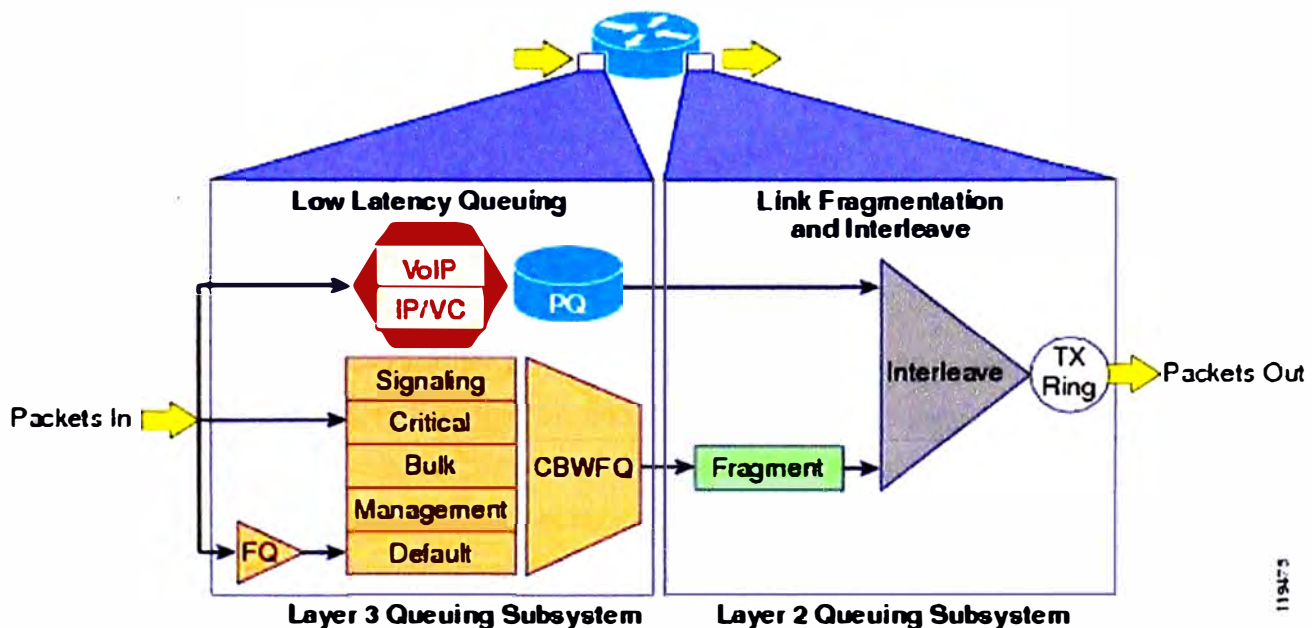 Low Latency Queuing
Link Fragmentation
and Interleave
VoIP
IP/VC
PQ
Signaling
Critical
Bulk
Management
Default
CBWFQ
FQ
Packets In
Fragment
Interleave
TX
Ring
Packets Out
Layer 3 Queuing Subsystem
Layer 2 Queuing Subsystem
119475